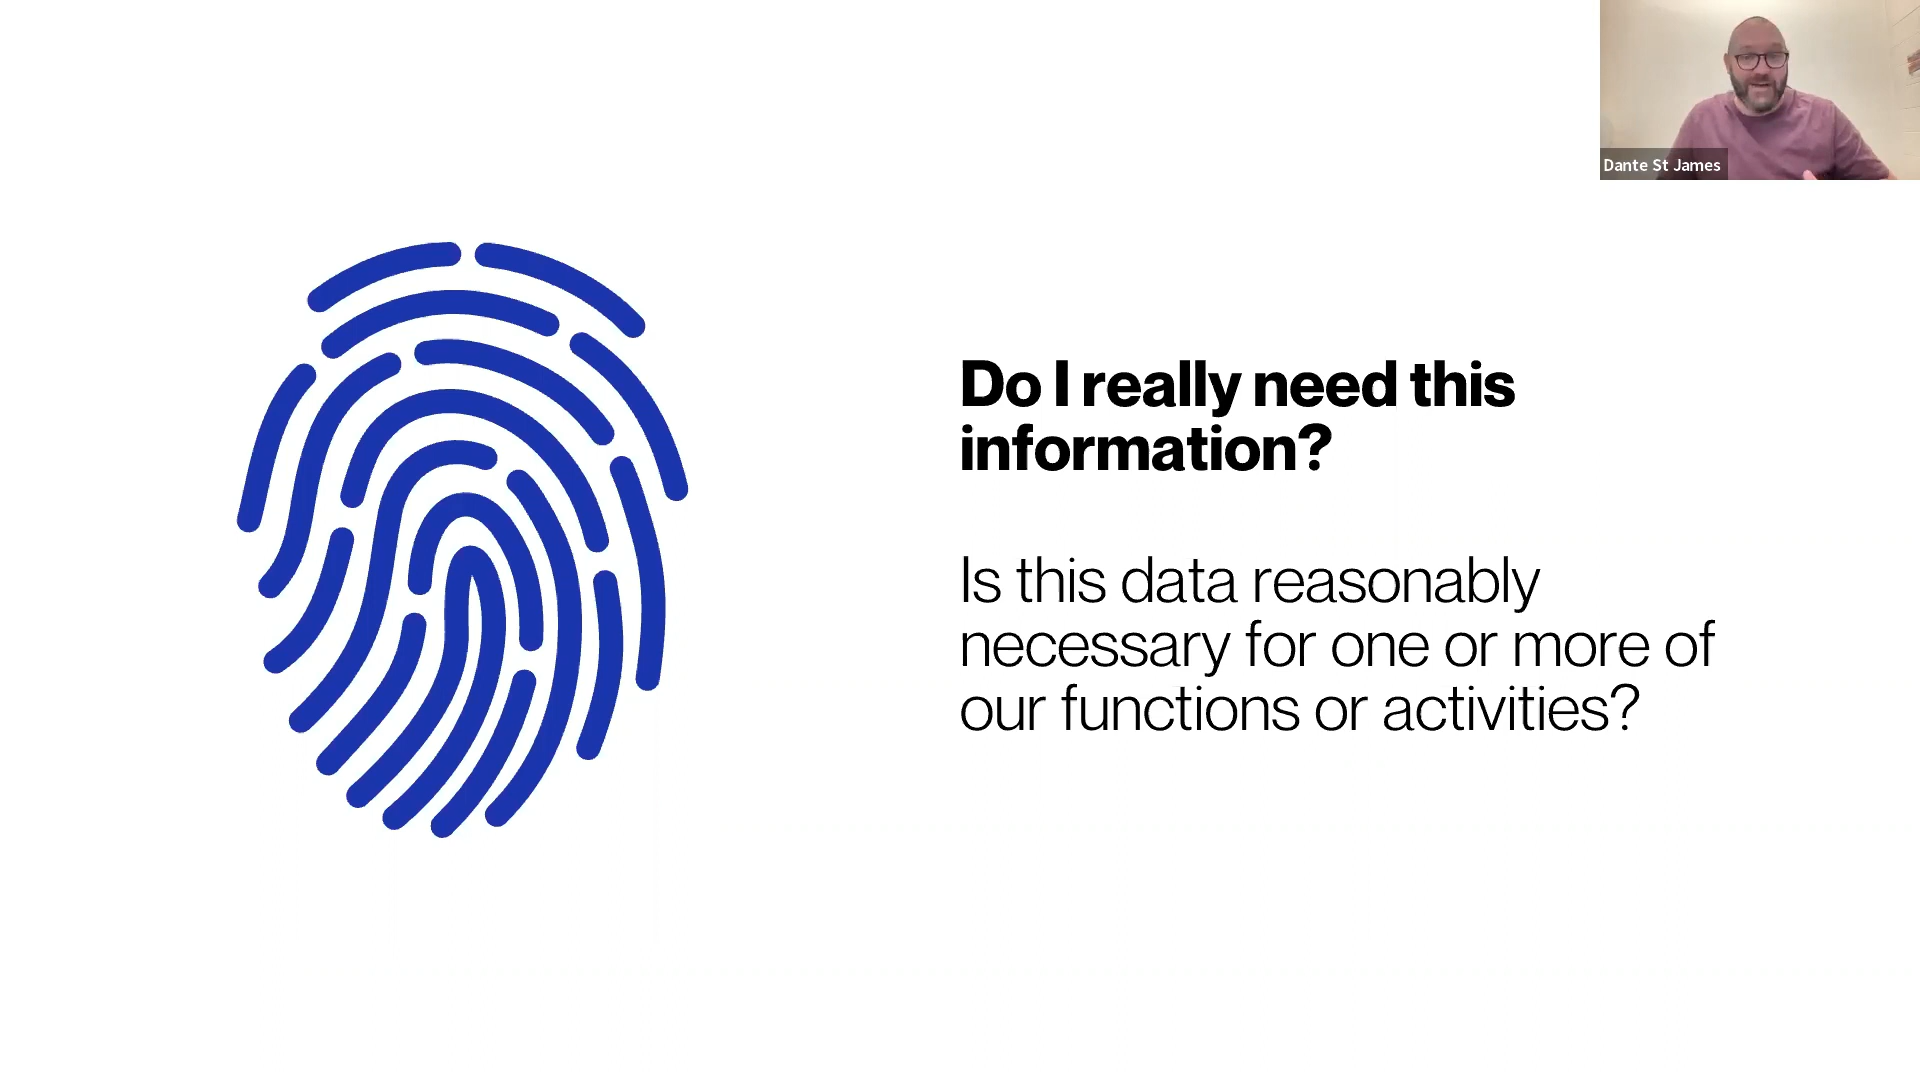 Dante St James
Do I really need this
information?
Is this data reasonably
necessary for one or more of
our functions or activities?